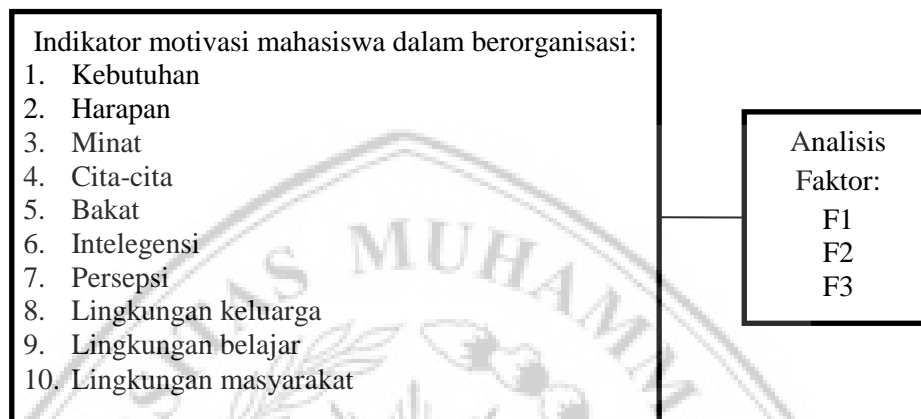 Indikator motivasi mahasiswa dalam berorganisasi:
1. Kebutuhan
2. Harapan
3. Minat
4. Cita-cita
5. Bakat
6. Intelegensi
7. Persepsi
8. Lingkungan keluarga
9. Lingkungan belajar
10. Lingkungan masyarakat
Analisis
Faktor:
F1
F2
F3
MUHAMM